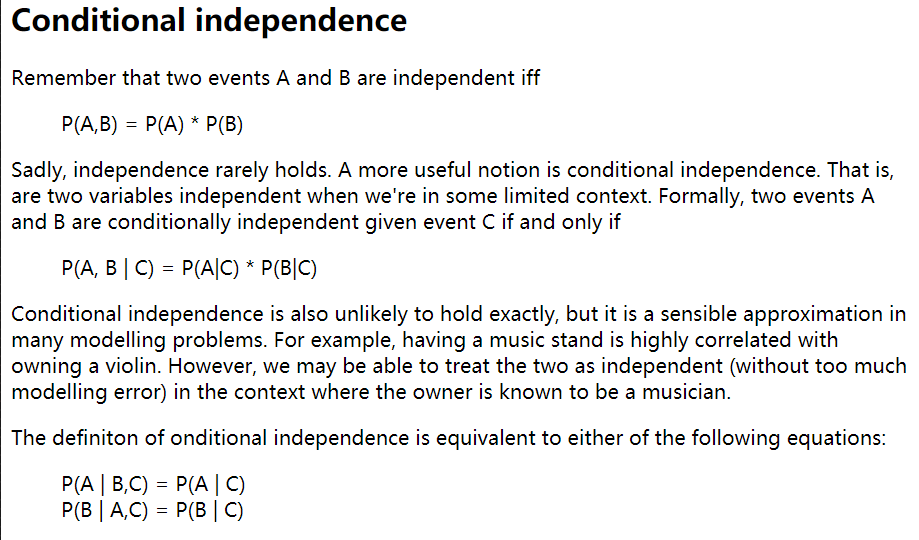 Conditional independence
Remember that two events A and B are independent iff
P(A,B) = P(A) * P(B)
Sadly, independence rarely holds. A more useful notion is conditional independence. That is,
are two variables independent when we're in some limited context. Formally, two events A
and B are conditionally independent given event C if and only if
P(A, B | C) = P(A|C) * P(B|C)
Conditional independence is also unlikely to hold exactly, but it is a sensible approximation in
many modelling problems. For example, having a music stand is highly correlated with
owning a violin. However, we may be able to treat the two as independent (without too much
modelling error) in the context where the owner is known to be a musician.
The definiton of onditional independence is equivalent to either of the following equations:
P(A | B,C) = P(A | C)
P(B | A,C) = P(B | C)